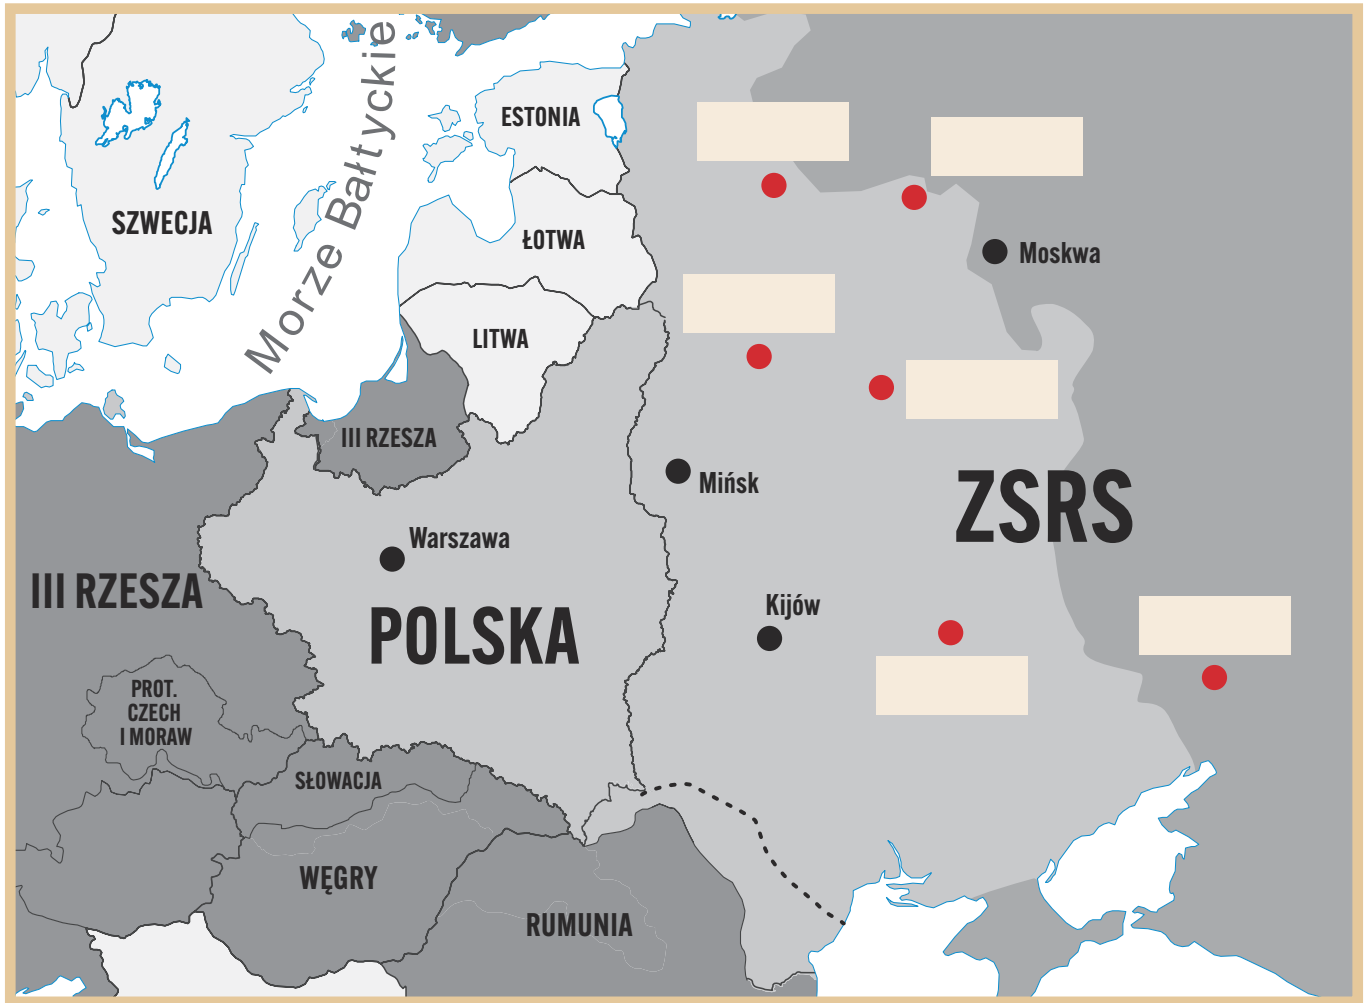 Morze Bałtyckie
ESTONIA
SZWECJA
ŁOTWA
Moskwa
LITWA
III RZESZA
Mińsk
ZSRS
Warszawa
III RZESZA
POLSKA
Kijów
PROT.
CZECH
I MORAW
SŁOWACJA
WĘGRY
RUMUNIA